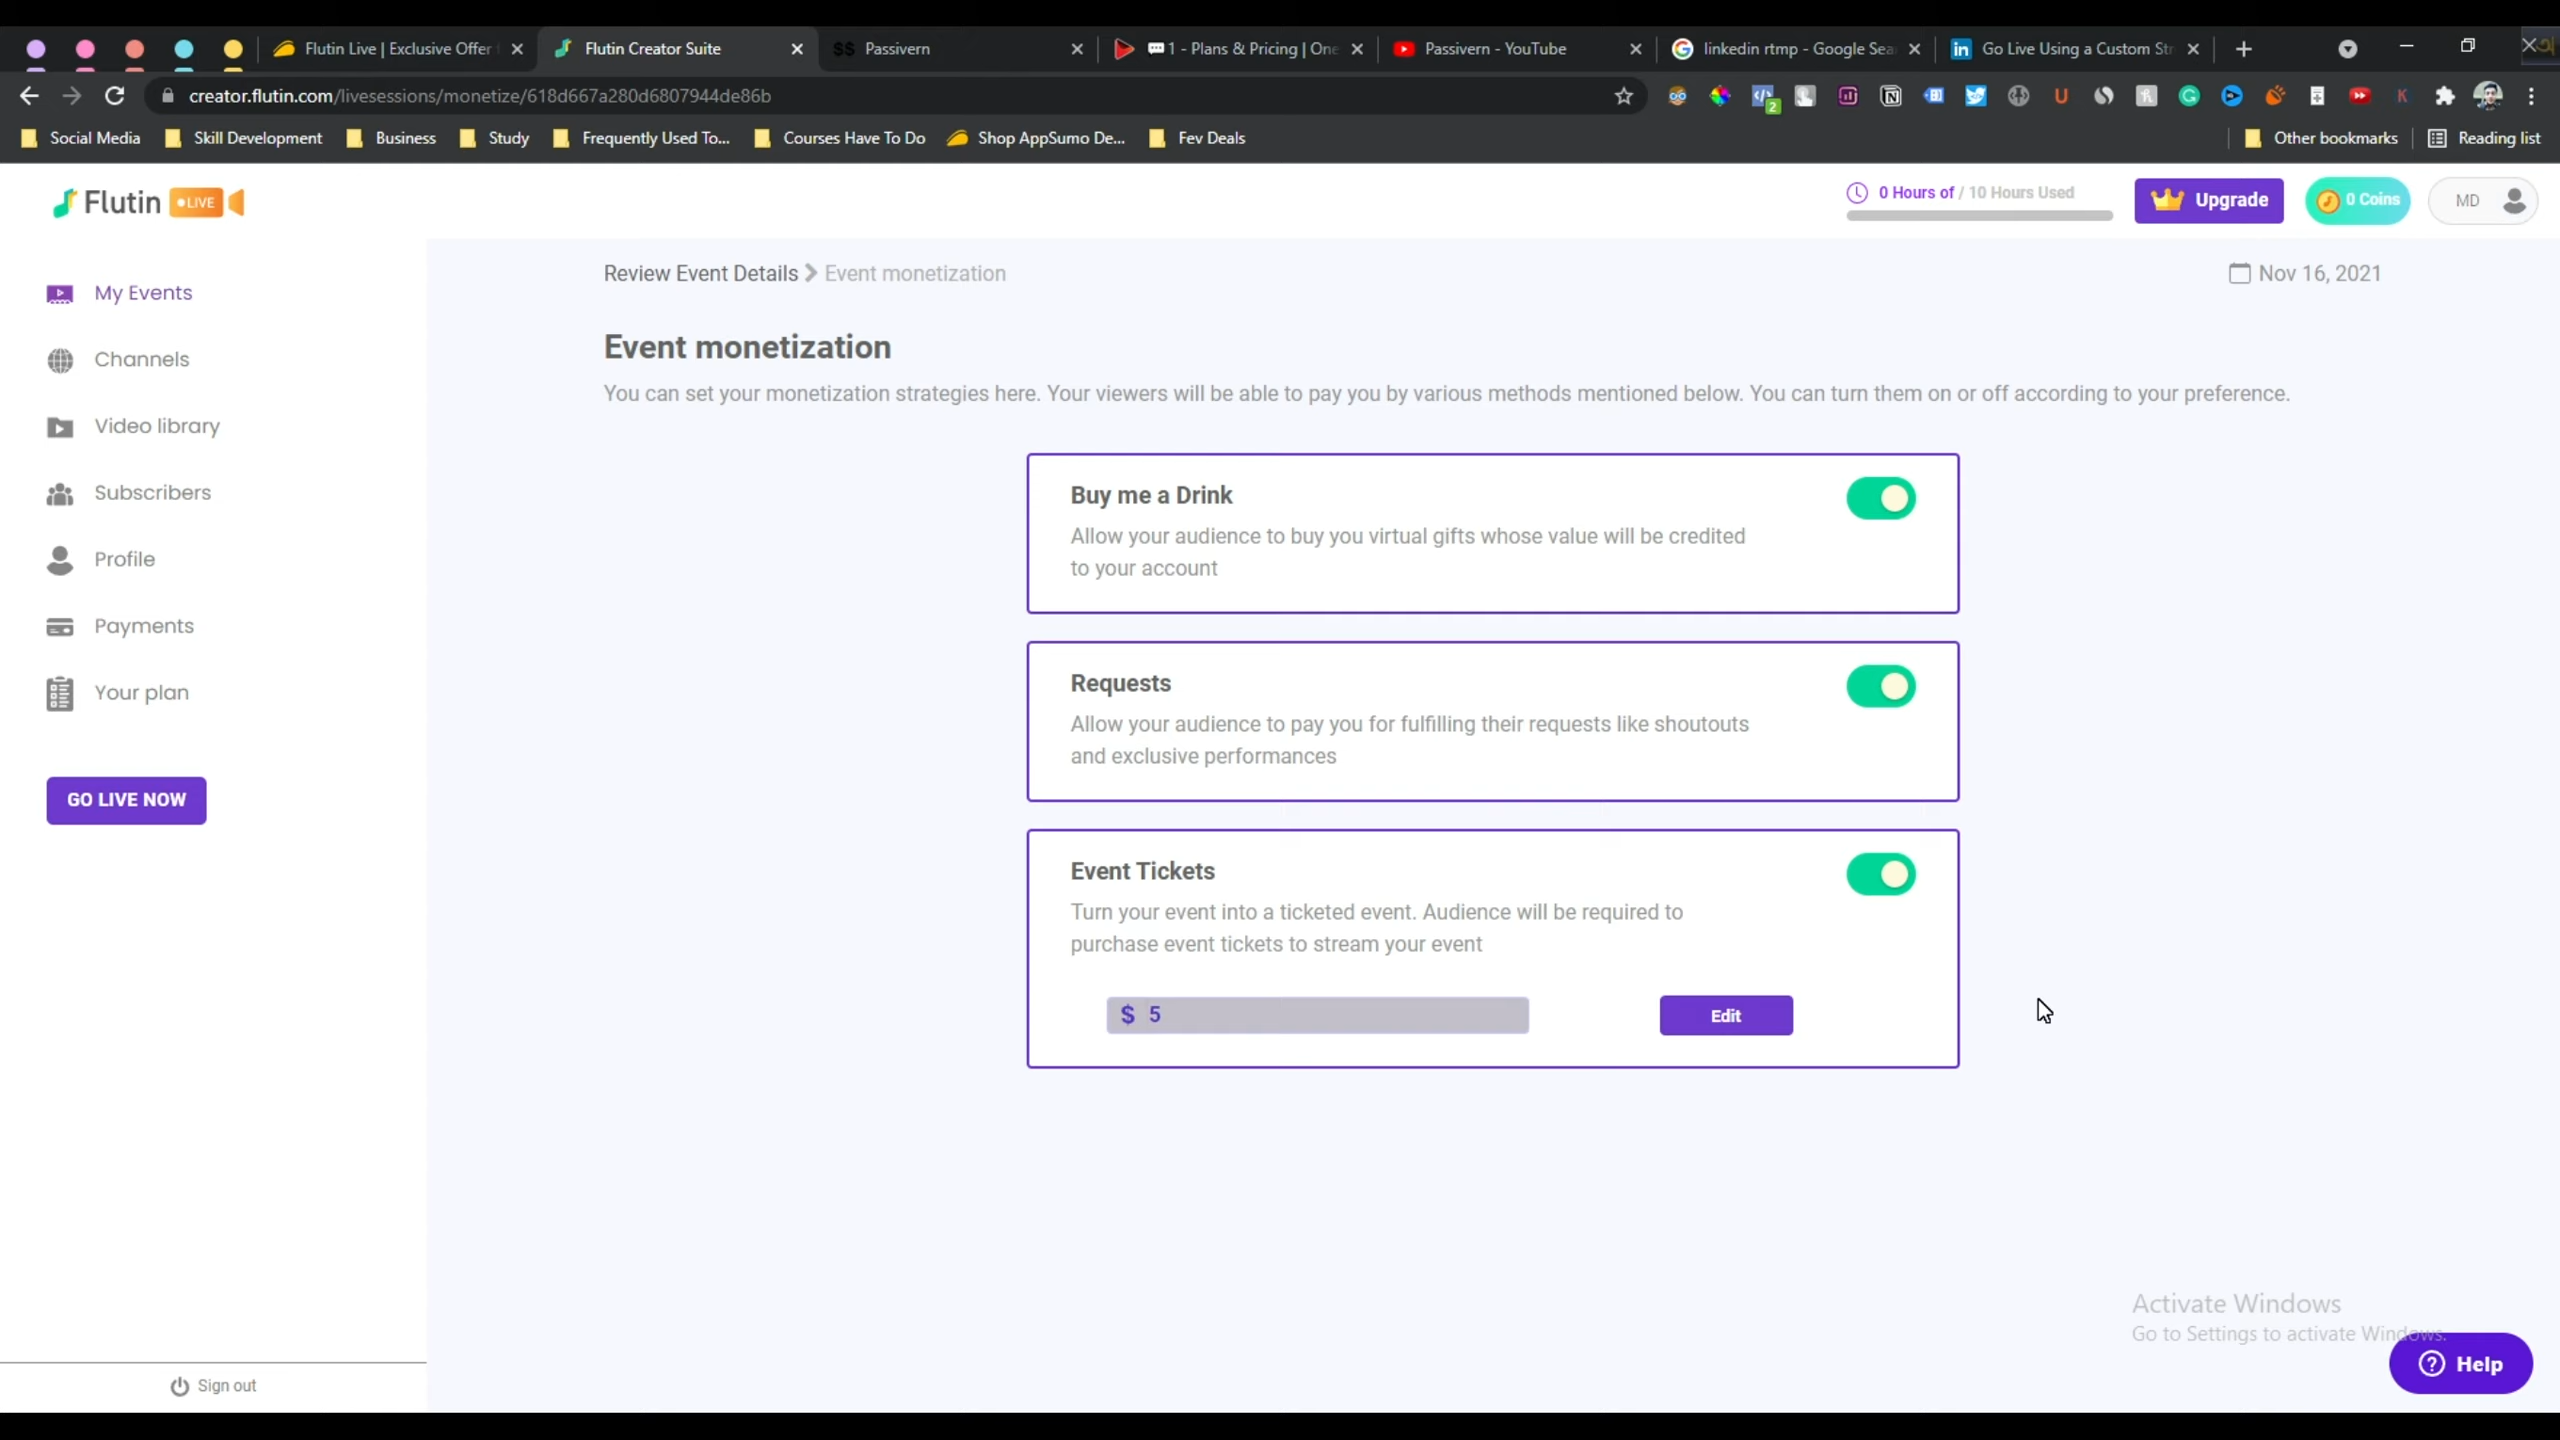 Flutin Live | Exclusive Offer
Flutin Creator Suite
$$ Passivern
1 - Plans & Pricing | One
Passivern - YouTube
linkedin rtmp - Google Sea
Go Live Using a Custom Str
creator.flutin.com/livesessions/monetize/618d667a280d6807944de86b
2
Social Media
Skill Development
Business
Study
Frequently Used To...
Courses Have To Do
Shop AppSumo De...
Fev Deals
Other bookmarks
Reading list
Flutin LIVE
0 Hours of / 10 Hours Used
Upgrade
0 Coins
MD
My Events
Channels
Video library
Subscribers
Profile
Payments
Your plan
GO LIVE NOW
Sign out
Review Event Details > Event monetization
Nov 16, 2021
Event monetization
You can set your monetization strategies here. Your viewers will be able to pay you by various methods mentioned below. You can turn them on or off according to your preference.
Buy me a Drink
Allow your audience to buy you virtual gifts whose value will be credited
to your account
Requests
Allow your audience to pay you for fulfilling their requests like shoutouts
and exclusive performances
Event Tickets
Turn your event into a ticketed event. Audience will be required to
purchase event tickets to stream your event
$ 5
Edit
Activate Windows
Go to Settings to activate Windows.
Help